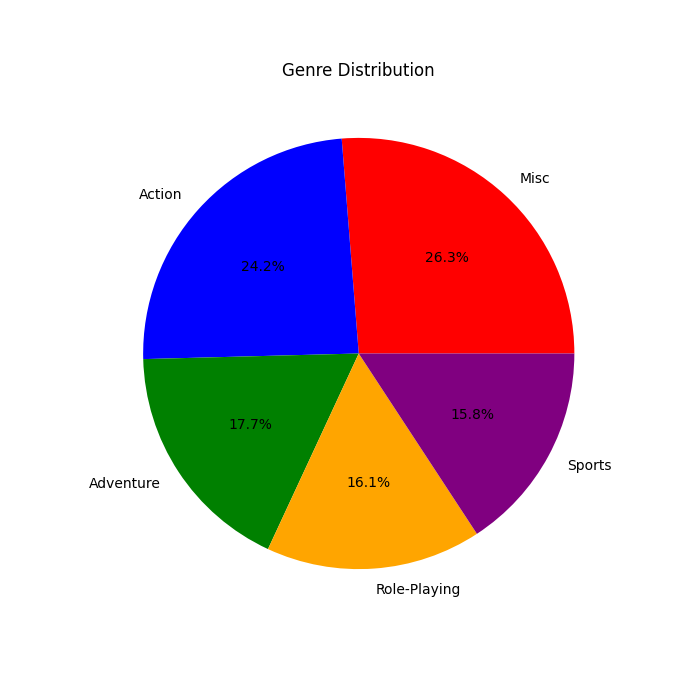 Genre Distribution
Misc
Action
26.3%
24.2%
15.8%
17.7%
Sports
16.1%
Adventure
Role-Playing